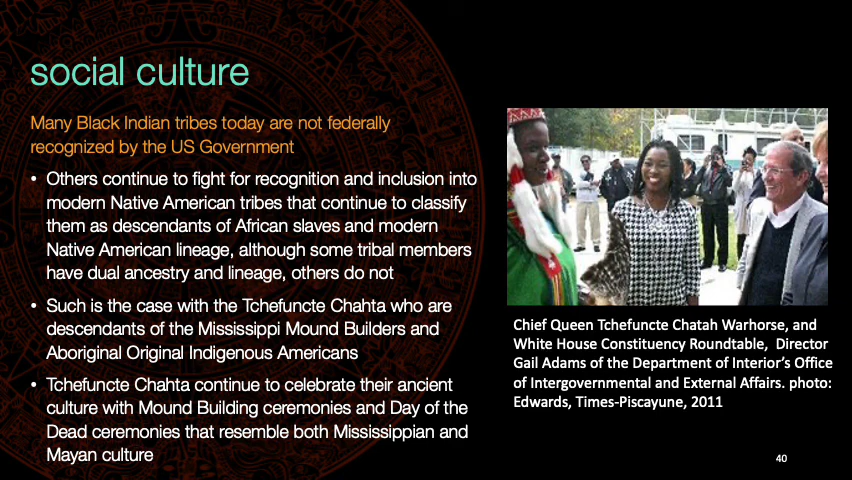 social culture
Many Black Indian tribes today are not federally
recognized by the US Government
• Others continue to fight for recognition and inclusion into
modern Native American tribes that continue to classify
them as descendants of African slaves and modern
Native American lineage, although some tribal members
have dual ancestry and lineage, others do not
• Such is the case with the Tchefuncte Chahta who are
descendants of the Mississippi Mound Builders and
Aboriginal Original Indigenous Americans
• Tchefuncte Chahta continue to celebrate their ancient
culture with Mound Building ceremonies and Day of the
Dead ceremonies that resemble both Mississippian and
Mayan culture
Chief Queen Tchefuncte Chatah Warhorse, and
White House Constituency Roundtable,  Director
Gail Adams of the Department of Interior's Office
of Intergovernmental and External Affairs. photo:
Edwards, Times-Piscayune, 2011
40